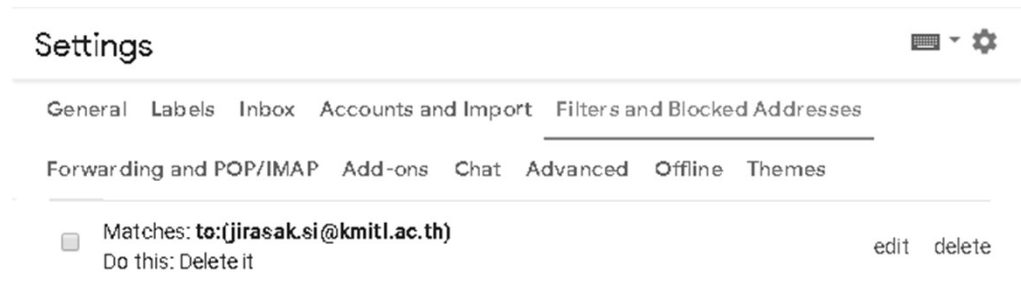 Settings
General Labels Inbox Accounts and Import Filters and Blocked Addresses
Forwarding and POP/IMAP Add-ons Chat Advanced Offline Themes
Matches: to:(jirasak.si@kmitl.ac.th)
Do this: Delete it
edit delete